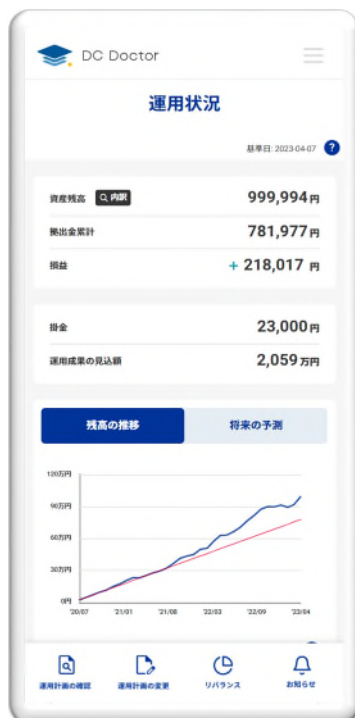 DC Doctor
運用状況
基準日: 2023-04-07 ?
資産残高 内訳 999,994円
拠出金累計 781,977円
損益 + 218,017 円
掛金 23,000円
運用成果の見込額 2,059万円
残高の推移 将来の予測
120万円
90万円
60万円
30万円
0円
'20/07 '21/01 '21/08 '22/03 '22/09 '23/04
運用計画の確認 運用計画の変更 リバランス お知らせ